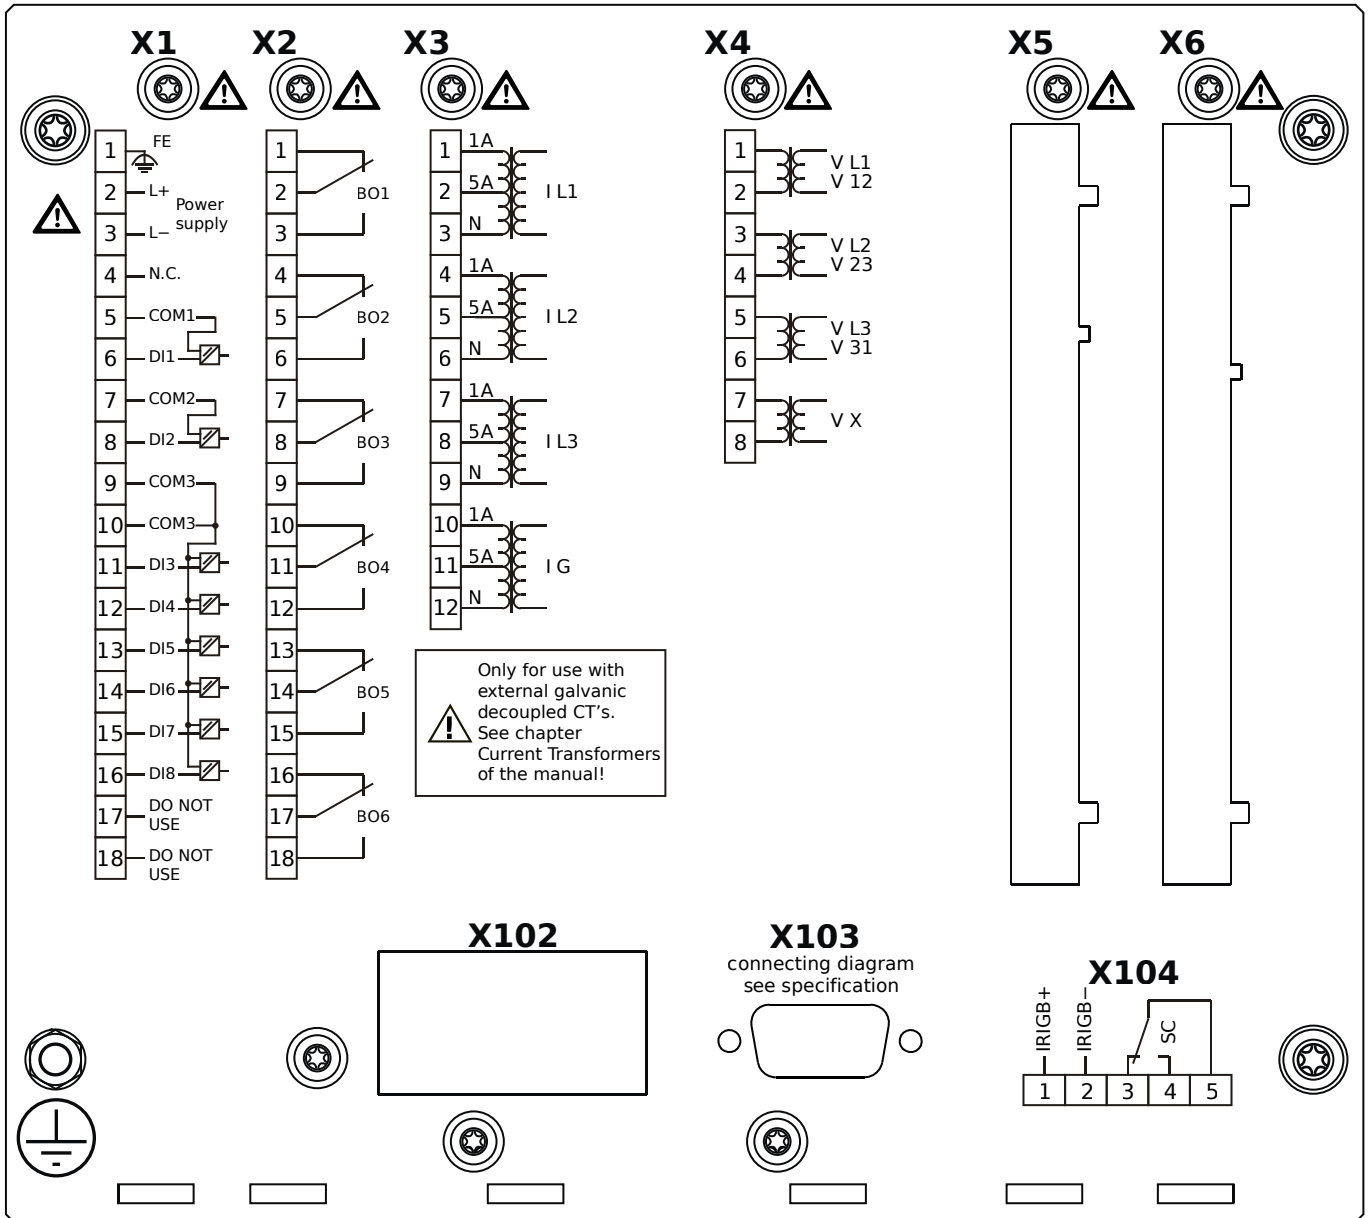 X1
X2
X3
X4
X5
X6
1 FE
2 L+
Power
supply
3 L−
4 N.C.
5 COM1
6 DI1
7 COM2
8 DI2
9 COM3
10 COM3
11 DI3
12 DI4
13 DI5
14 DI6
15 DI7
16 DI8
17 DO NOT
USE
18 DO NOT
USE
1
2 BO1
3
4
5 BO2
6
7
8 BO3
9
10
11 BO4
12
13
14 BO5
15
16
17 BO6
18
1 1A
2 5A I L1
3 N
4 1A
5 5A I L2
6 N
7 1A
8 5A I L3
9 N
10 1A
11 5A I G
12 N
Only for use with
external galvanic
decoupled CT's.
See chapter
Current Transformers
of the manual!
1 V L1
2 V 12
3 V L2
4 V 23
5 V L3
6 V 31
7 V X
8
X102
X103
connecting diagram
see specification
X104
IRIGB+
IRIGB−
SC
1 2 3 4 5